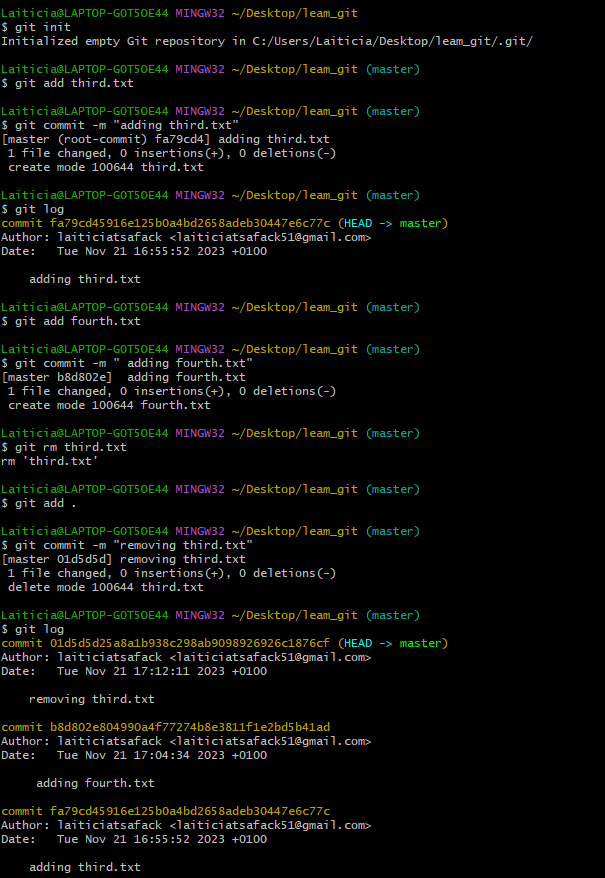 Laiticia@LAPTOP-GOT5OE44 MINGW32 ~/Desktop/leam_git
$ git init
Initialized empty Git repository in C:/Users/Laiticia/Desktop/leam_git/.git/

Laiticia@LAPTOP-GOT5OE44 MINGW32 ~/Desktop/leam_git (master)
$ git add third.txt

Laiticia@LAPTOP-GOT5OE44 MINGW32 ~/Desktop/leam_git (master)
$ git commit -m "adding third.txt"
[master (root-commit) fa79cd4] adding third.txt
 1 file changed, 0 insertions(+), 0 deletions(-)
 create mode 100644 third.txt

Laiticia@LAPTOP-GOT5OE44 MINGW32 ~/Desktop/leam_git (master)
$ git log
commit fa79cd45916e125b0a4bd2658adeb30447e6c77c (HEAD -> master)
Author: laiticiatsafack <laiticiatsafack51@gmail.com>
Date:   Tue Nov 21 16:55:52 2023 +0100

    adding third.txt

Laiticia@LAPTOP-GOT5OE44 MINGW32 ~/Desktop/leam_git (master)
$ git add fourth.txt

Laiticia@LAPTOP-GOT5OE44 MINGW32 ~/Desktop/leam_git (master)
$ git commit -m " adding fourth.txt"
[master b8d802e]  adding fourth.txt
 1 file changed, 0 insertions(+), 0 deletions(-)
 create mode 100644 fourth.txt

Laiticia@LAPTOP-GOT5OE44 MINGW32 ~/Desktop/leam_git (master)
$ git rm third.txt
rm 'third.txt'

Laiticia@LAPTOP-GOT5OE44 MINGW32 ~/Desktop/leam_git (master)
$ git add .

Laiticia@LAPTOP-GOT5OE44 MINGW32 ~/Desktop/leam_git (master)
$ git commit -m "removing third.txt"
[master 01d5d5d] removing third.txt
 1 file changed, 0 insertions(+), 0 deletions(-)
 delete mode 100644 third.txt

Laiticia@LAPTOP-GOT5OE44 MINGW32 ~/Desktop/leam_git (master)
$ git log
commit 01d5d5d25a8a1b938c298ab9098926926c1876cf (HEAD -> master)
Author: laiticiatsafack <laiticiatsafack51@gmail.com>
Date:   Tue Nov 21 17:12:11 2023 +0100

    removing third.txt

commit b8d802e804990a4f77274b8e3811f1e2bd5b41ad
Author: laiticiatsafack <laiticiatsafack51@gmail.com>
Date:   Tue Nov 21 17:04:34 2023 +0100

     adding fourth.txt

commit fa79cd45916e125b0a4bd2658adeb30447e6c77c
Author: laiticiatsafack <laiticiatsafack51@gmail.com>
Date:   Tue Nov 21 16:55:52 2023 +0100

    adding third.txt